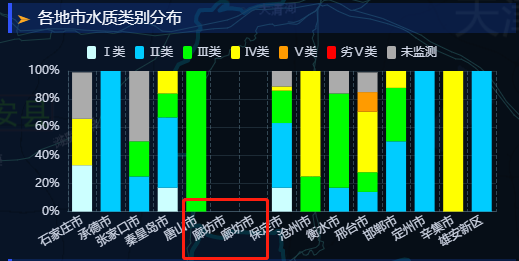 各地市水质类别分布
Ⅰ类 Ⅱ类 Ⅲ类 Ⅳ类 Ⅴ类 劣Ⅴ类 未监测
100%
80%
60%
40%
20%
0%
石家庄市 承德市 张家口市 秦皇岛市 唐山市 廊坊市 廊坊市 保定市 沧州市 衡水市 邢台市 邯郸市 定州市 辛集市 雄安新区
安县